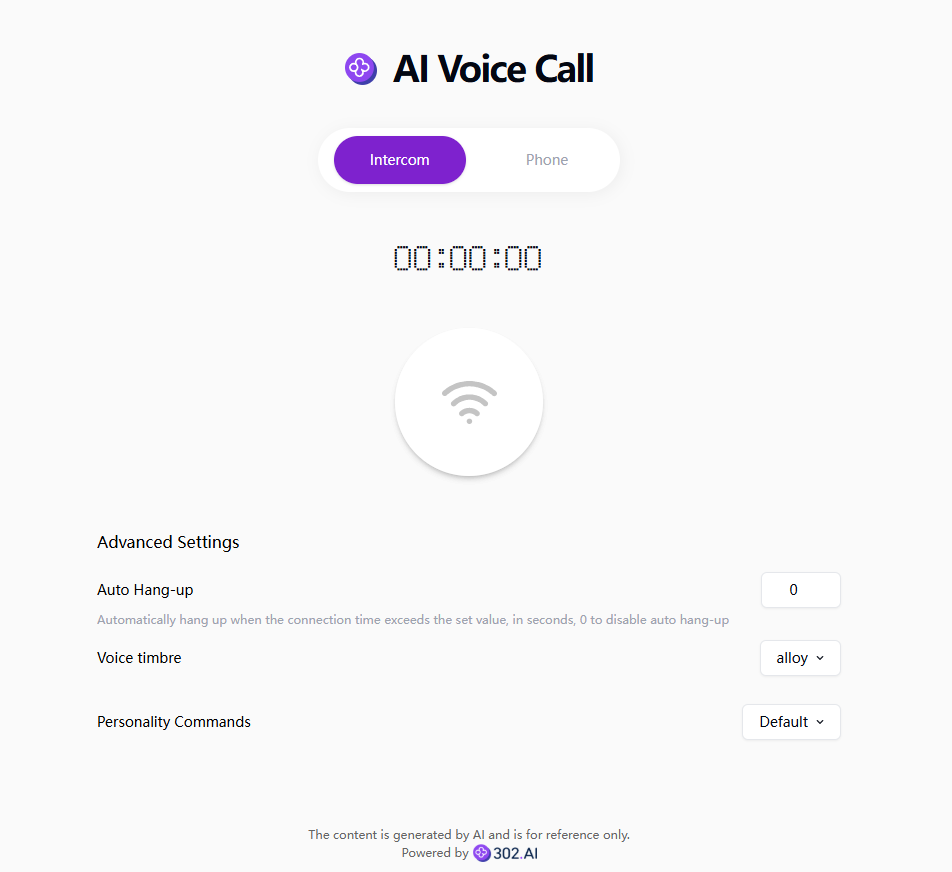 AI Voice Call
Intercom
Phone
00:00:00
Advanced Settings
Auto Hang-up
0
Automatically hang up when the connection time exceeds the set value, in seconds, 0 to disable auto hang-up
Voice timbre
alloy
Personality Commands
Default
The content is generated by AI and is for reference only.
Powered by 302.AI